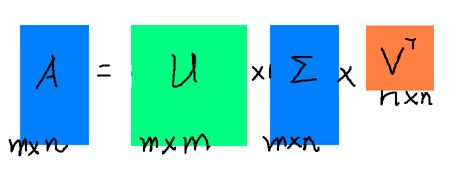 A = U × Σ × Vᵀ
m×n m×m m×n n×n